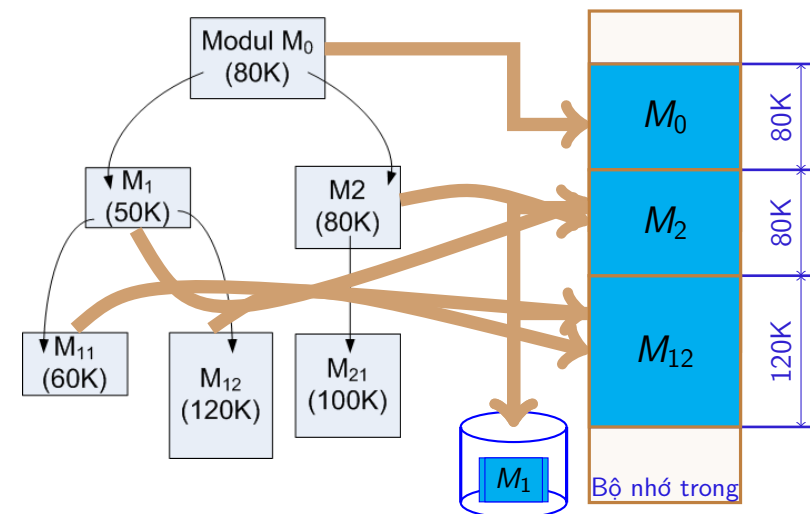 Modul M₀
(80K)
M₁
(50K)
M2
(80K)
M₁₁
(60K)
M₁₂
(120K)
M₂₁
(100K)
M₀
M₂
M₁₂
80K
80K
120K
M₁
Bộ nhớ trong